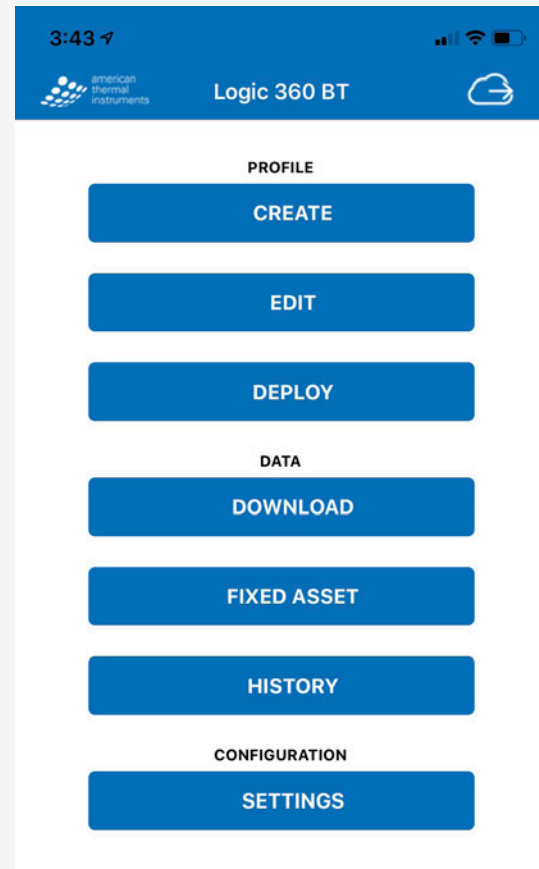 3:43
american
thermal
instruments
Logic 360 BT
PROFILE
CREATE
EDIT
DEPLOY
DATA
DOWNLOAD
FIXED ASSET
HISTORY
CONFIGURATION
SETTINGS